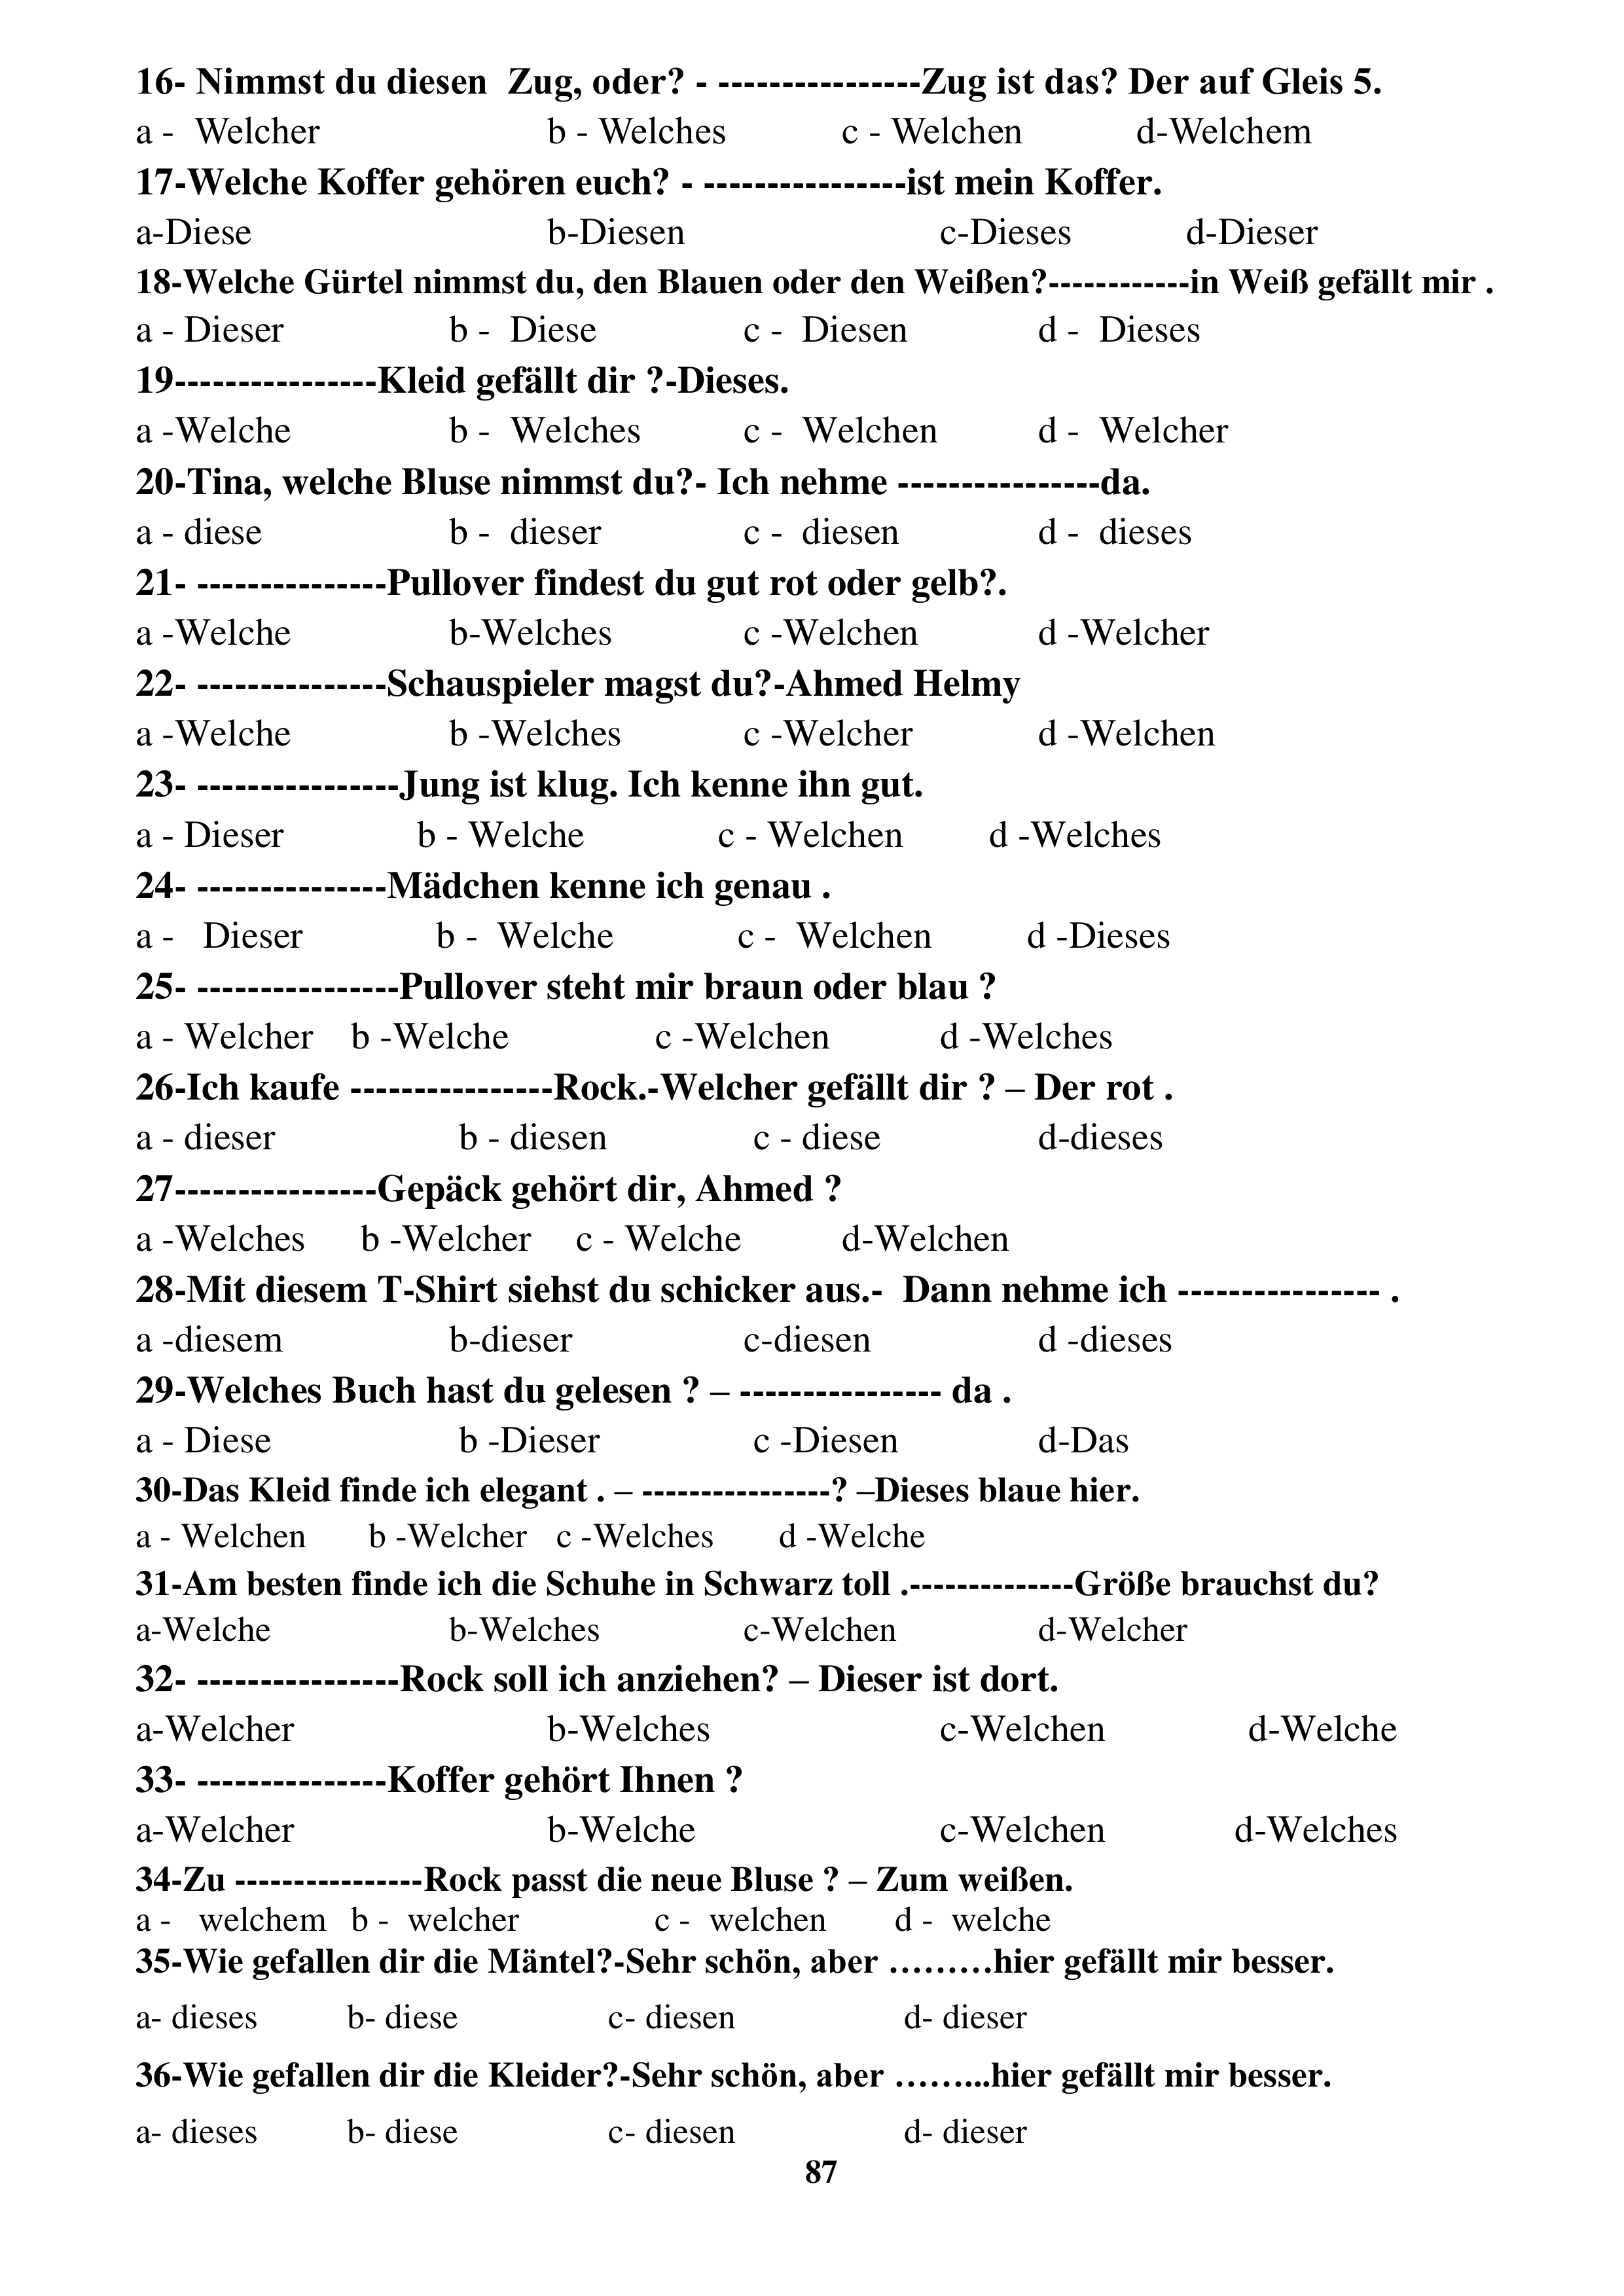 16- Nimmst du diesen  Zug, oder? - ----------------Zug ist das? Der auf Gleis 5.
a -  Welcher b - Welches c - Welchen d-Welchem
17-Welche Koffer gehören euch? - ----------------ist mein Koffer.
a-Diese b-Diesen c-Dieses d-Dieser
18-Welche Gürtel nimmst du, den Blauen oder den Weißen?------------in Weiß gefällt mir .
a - Dieser b -  Diese c -  Diesen d -  Dieses
19----------------Kleid gefällt dir ?-Dieses.
a -Welche b -  Welches c -  Welchen d -  Welcher
20-Tina, welche Bluse nimmst du?- Ich nehme ----------------da.
a - diese b -  dieser c -  diesen d -  dieses
21- ---------------Pullover findest du gut rot oder gelb?.
a -Welche b-Welches c -Welchen d -Welcher
22- ---------------Schauspieler magst du?-Ahmed Helmy
a -Welche b -Welches c -Welcher d -Welchen
23- ----------------Jung ist klug. Ich kenne ihn gut.
a - Dieser b - Welche c - Welchen d -Welches
24- ---------------Mädchen kenne ich genau .
a -   Dieser b -  Welche c -  Welchen d -Dieses
25- ----------------Pullover steht mir braun oder blau ?
a - Welcher b -Welche c -Welchen d -Welches
26-Ich kaufe ----------------Rock.-Welcher gefällt dir ? – Der rot .
a - dieser b - diesen c - diese d-dieses
27----------------Gepäck gehört dir, Ahmed ?
a -Welches b -Welcher c - Welche d-Welchen
28-Mit diesem T-Shirt siehst du schicker aus.-  Dann nehme ich ---------------- .
a -diesem b-dieser c-diesen d -dieses
29-Welches Buch hast du gelesen ? – ---------------- da .
a - Diese b -Dieser c -Diesen d-Das
30-Das Kleid finde ich elegant . – ----------------? –Dieses blaue hier.
a - Welchen b -Welcher c -Welches d -Welche
31-Am besten finde ich die Schuhe in Schwarz toll .--------------Größe brauchst du?
a-Welche b-Welches c-Welchen d-Welcher
32- ----------------Rock soll ich anziehen? – Dieser ist dort.
a-Welcher b-Welches c-Welchen d-Welche
33- ---------------Koffer gehört Ihnen ?
a-Welcher b-Welche c-Welchen d-Welches
34-Zu ----------------Rock passt die neue Bluse ? – Zum weißen.
a -   welchem b -  welcher c -  welchen d -  welche
35-Wie gefallen dir die Mäntel?-Sehr schön, aber ………hier gefällt mir besser.
a- dieses b- diese c- diesen d- dieser
36-Wie gefallen dir die Kleider?-Sehr schön, aber ……...hier gefällt mir besser.
a- dieses b- diese c- diesen d- dieser
87